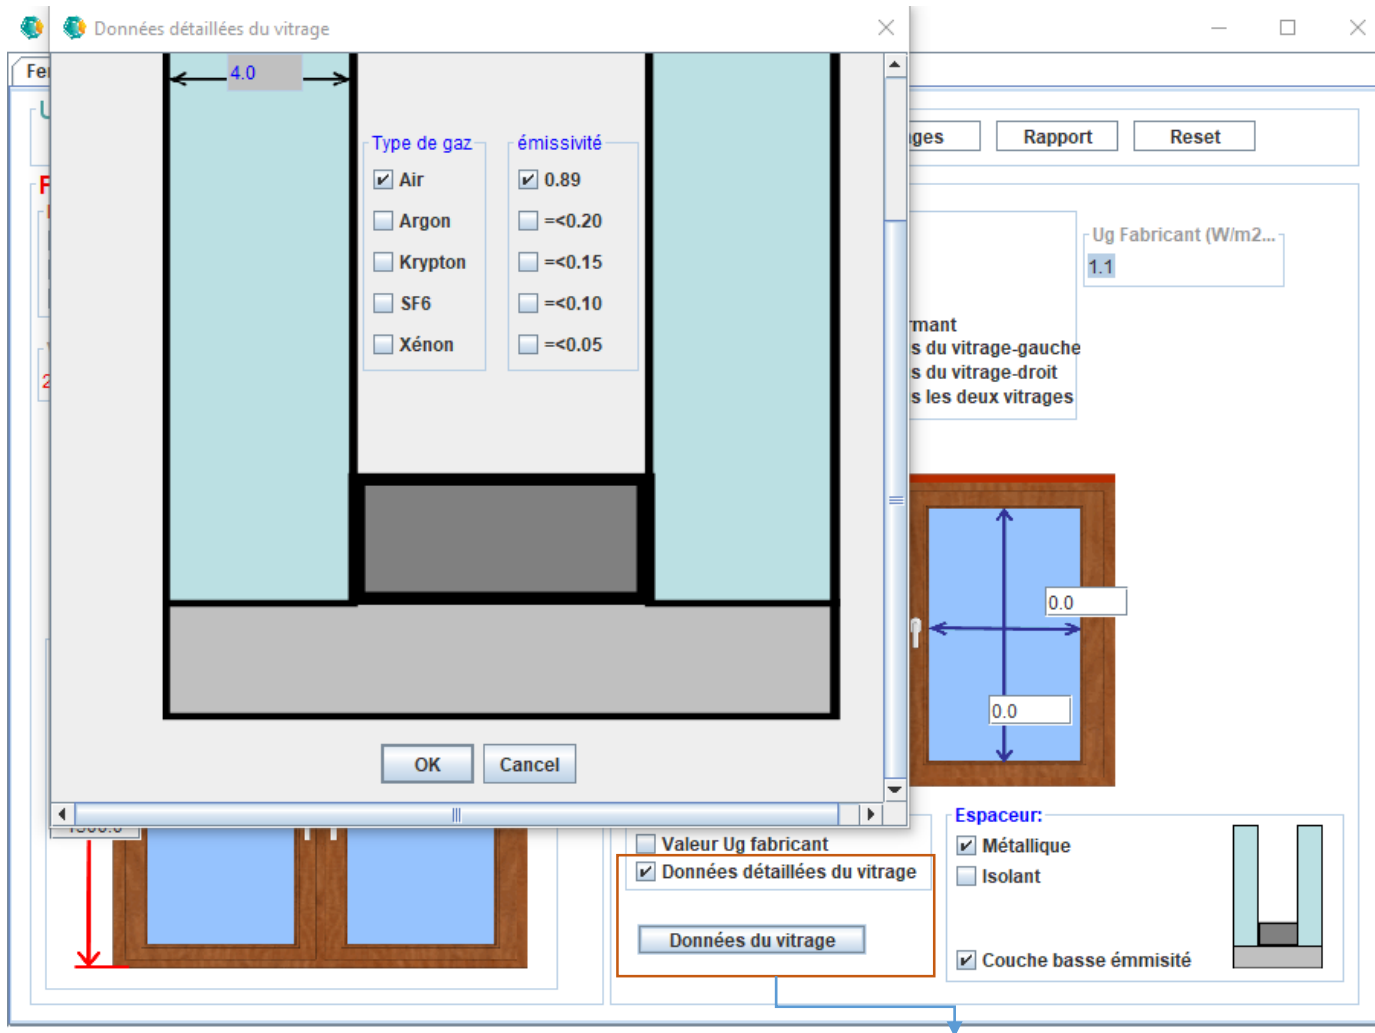 Données détaillées du vitrage
4.0
Type de gaz
émissivité
Air
0.89
Argon
=<0.20
Krypton
=<0.15
SF6
=<0.10
Xénon
=<0.05
OK
Cancel
Rapport
Reset
Ug Fabricant (W/m2...
1.1
s du vitrage-gauche
s du vitrage-droit
s les deux vitrages
0.0
0.0
Valeur Ug fabricant
Données détaillées du vitrage
Données du vitrage
Espaceur:
Métallique
Isolant
Couche basse émmisité